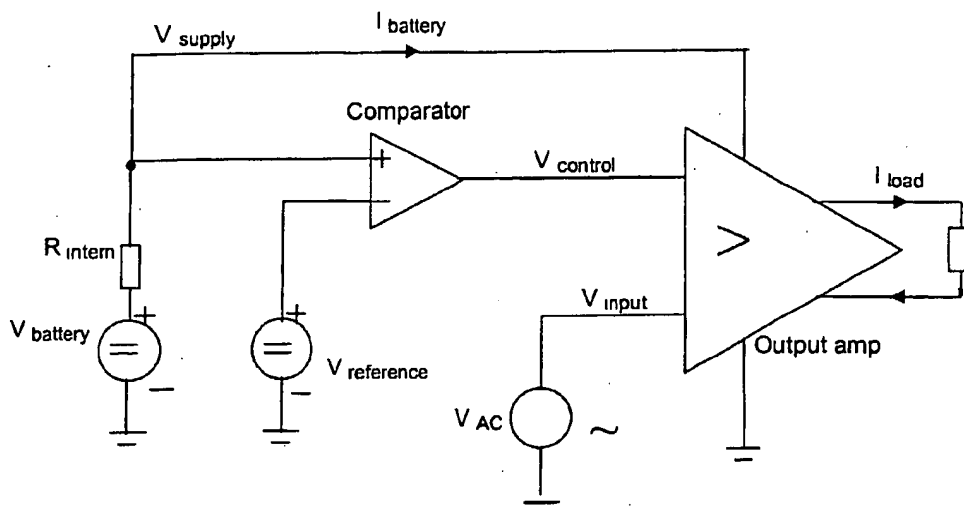 I battery
V supply
Comparator
+
V control
I load
−
>
R intern
V input
+
+
V battery
=
=
Output amp
V reference
−
−
V AC
~